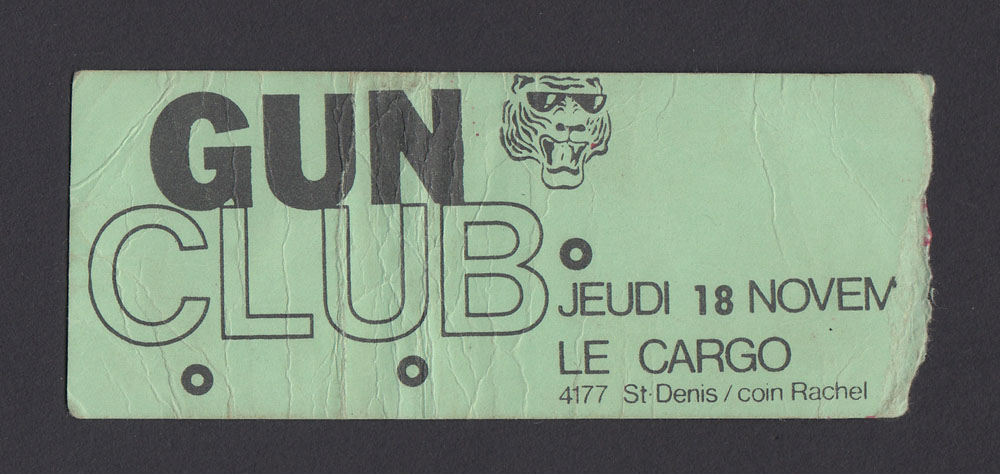 GUN
CLUB
JEUDI 18 NOVEM
LE CARGO
4177 St-Denis / coin Rachel